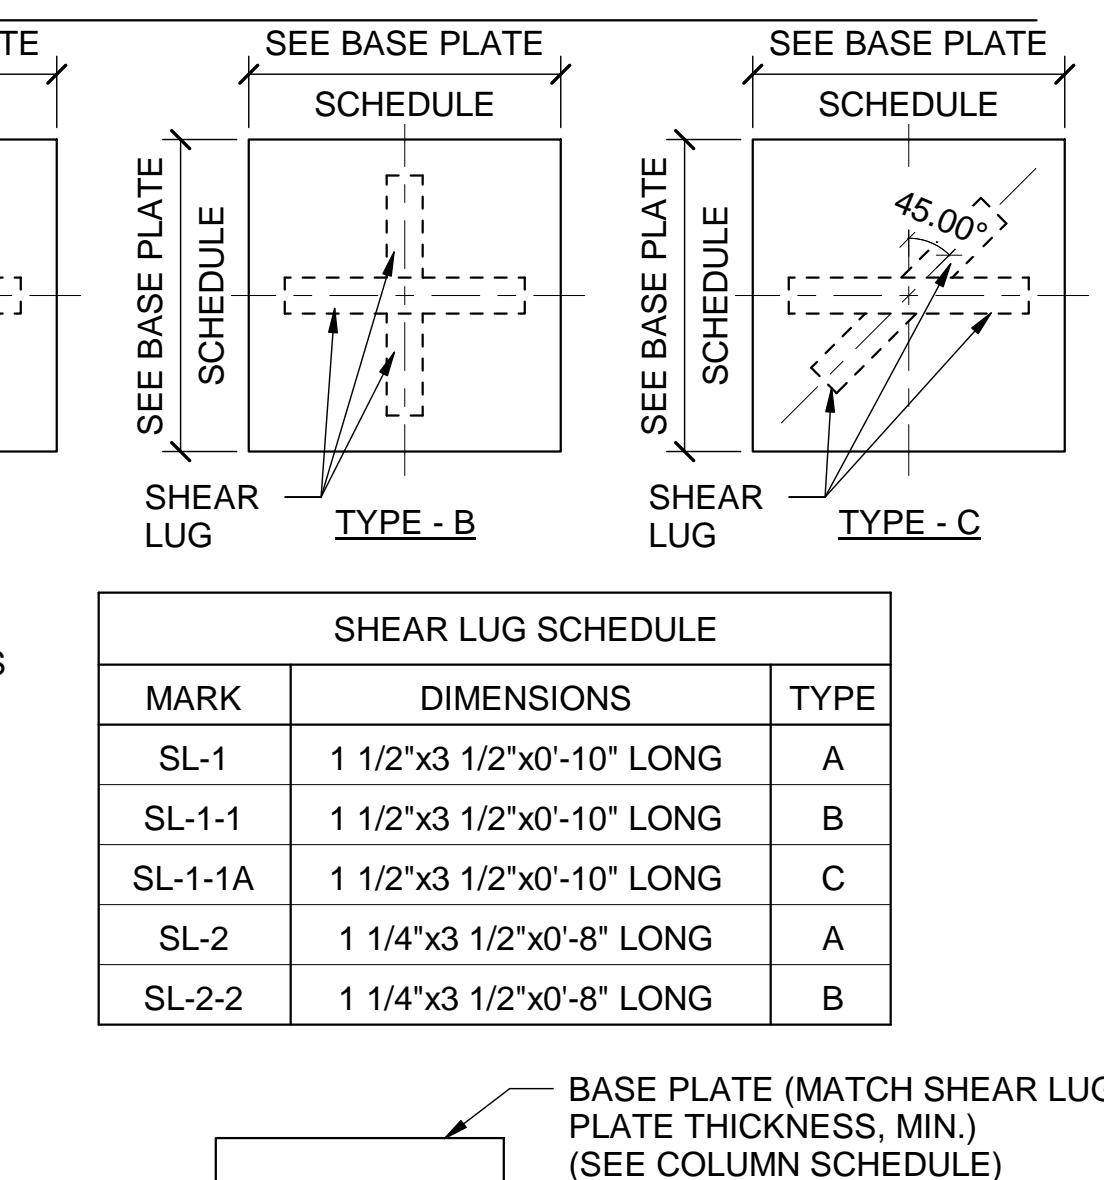 SEE BASE PLATE
SCHEDULE
SEE BASE PLATE
SCHEDULE
SHEAR
LUG
TYPE - B
SEE BASE PLATE
SCHEDULE
SEE BASE PLATE
SCHEDULE
45.00°
SHEAR
LUG
TYPE - C
SHEAR LUG SCHEDULE
MARK DIMENSIONS TYPE
SL-1 1 1/2"x3 1/2"x0'-10" LONG A
SL-1-1 1 1/2"x3 1/2"x0'-10" LONG B
SL-1-1A 1 1/2"x3 1/2"x0'-10" LONG C
SL-2 1 1/4"x3 1/2"x0'-8" LONG A
SL-2-2 1 1/4"x3 1/2"x0'-8" LONG B
BASE PLATE (MATCH SHEAR LUG
PLATE THICKNESS, MIN.)
(SEE COLUMN SCHEDULE)